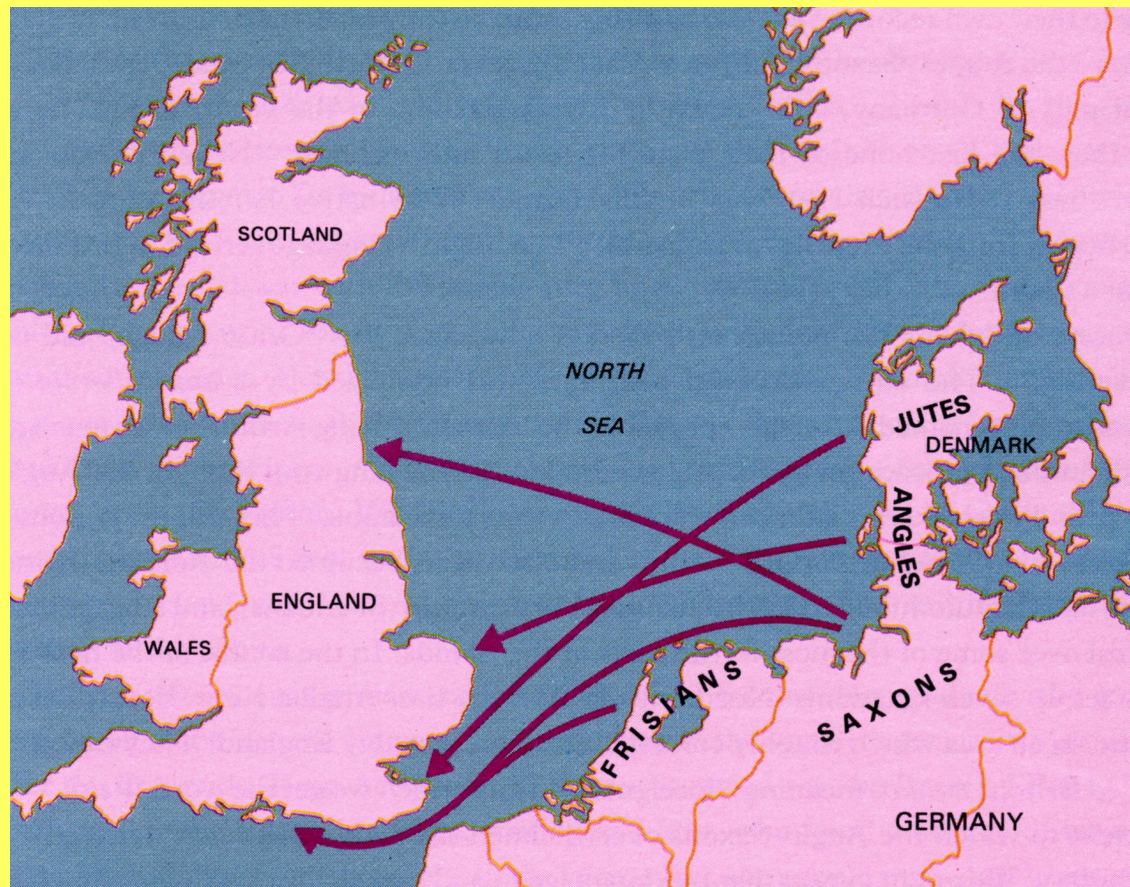 SCOTLAND
NORTH
SEA
JUTES
DENMARK
ANGLES
ENGLAND
WALES
FRISIANS
SAXONS
GERMANY